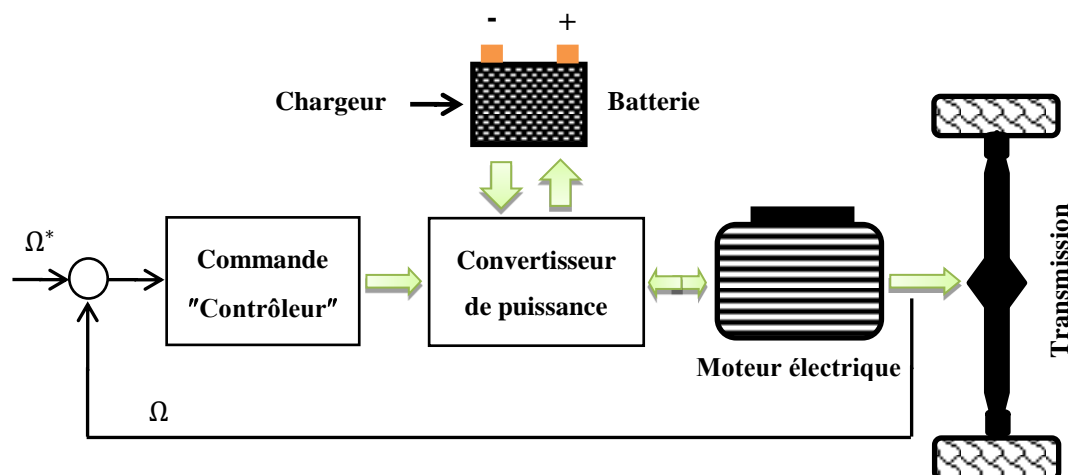 - +
Chargeur
Batterie
Ω*
Commande
"Contrôleur"
Convertisseur
de puissance
Moteur électrique
Transmission
Ω